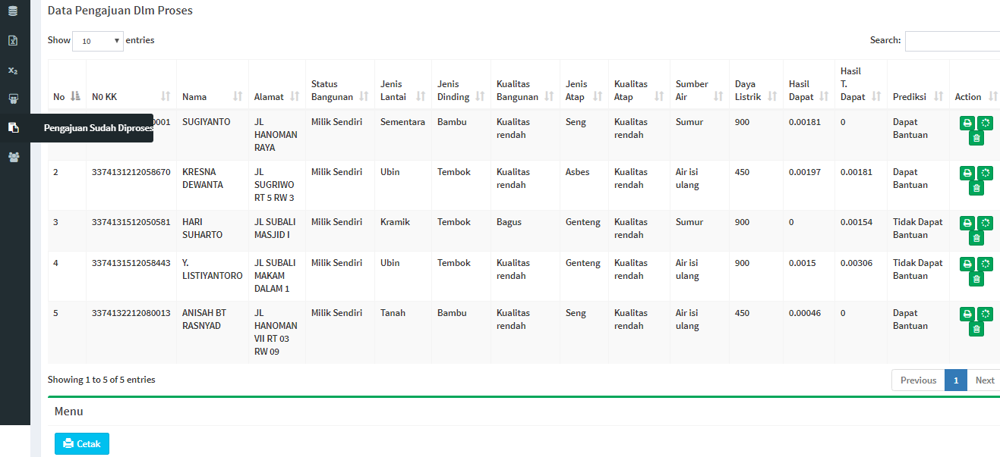 Data Pengajuan Dlm Proses
Show 10 entries
Search:
No N0 KK Nama Alamat Status Bangunan Jenis Lantai Jenis Dinding Kualitas Bangunan Jenis Atap Kualitas Atap Sumber Air Daya Listrik Hasil Dapat Hasil T. Dapat Prediksi Action
Pengajuan Sudah Diproses
0001 SUGIYANTO JL HANOMAN RAYA Milik Sendiri Sementara Bambu Kualitas rendah Seng Kualitas rendah Sumur 900 0.00181 0 Dapat Bantuan
2 3374131212058670 KRESNA DEWANTA JL SUGRIWO RT 5 RW 3 Milik Sendiri Ubin Tembok Kualitas rendah Asbes Kualitas rendah Air isi ulang 450 0.00197 0.00181 Dapat Bantuan
3 3374131512050581 HARI SUHARTO JL SUBALI MASJID I Milik Sendiri Kramik Tembok Bagus Genteng Kualitas rendah Sumur 900 0 0.00154 Tidak Dapat Bantuan
4 3374131512058443 Y. LISTIYANTORO JL SUBALI MAKAM DALAM 1 Milik Sendiri Ubin Tembok Kualitas rendah Genteng Kualitas rendah Air isi ulang 900 0.0015 0.00306 Tidak Dapat Bantuan
5 3374132212080013 ANISAH BT RASNYAD JL HANOMAN VII RT 03 RW 09 Milik Sendiri Tanah Bambu Kualitas rendah Seng Kualitas rendah Air isi ulang 450 0.00046 0 Dapat Bantuan
Showing 1 to 5 of 5 entries
Previous 1 Next
Menu
Cetak